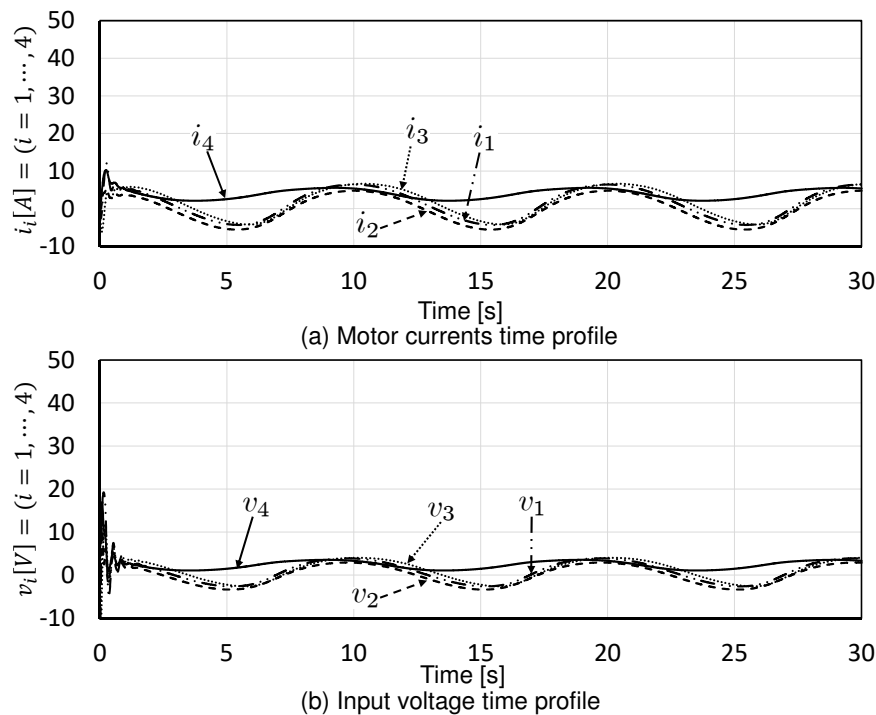 50
40
30
20
10
0
-10
i_i[A] = (i = 1, ⋯, 4)
i_4
i_3
i_1
i_2
0 5 10 15 20 25 30
Time [s]
(a) Motor currents time profile
50
40
30
20
10
0
-10
v_i[V] = (i = 1, ⋯, 4)
v_4
v_3
v_1
v_2
0 5 10 15 20 25 30
Time [s]
(b) Input voltage time profile